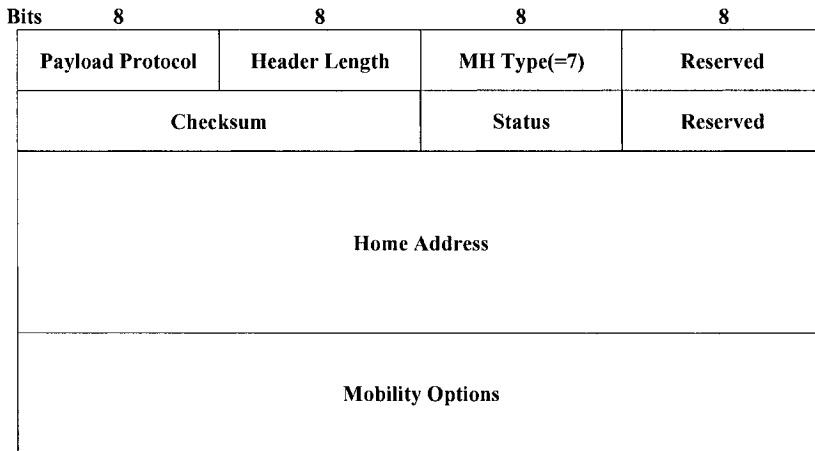 Bits 8 8 8 8
Payload Protocol Header Length MH Type(=7) Reserved
Checksum Status Reserved
Home Address
Mobility Options